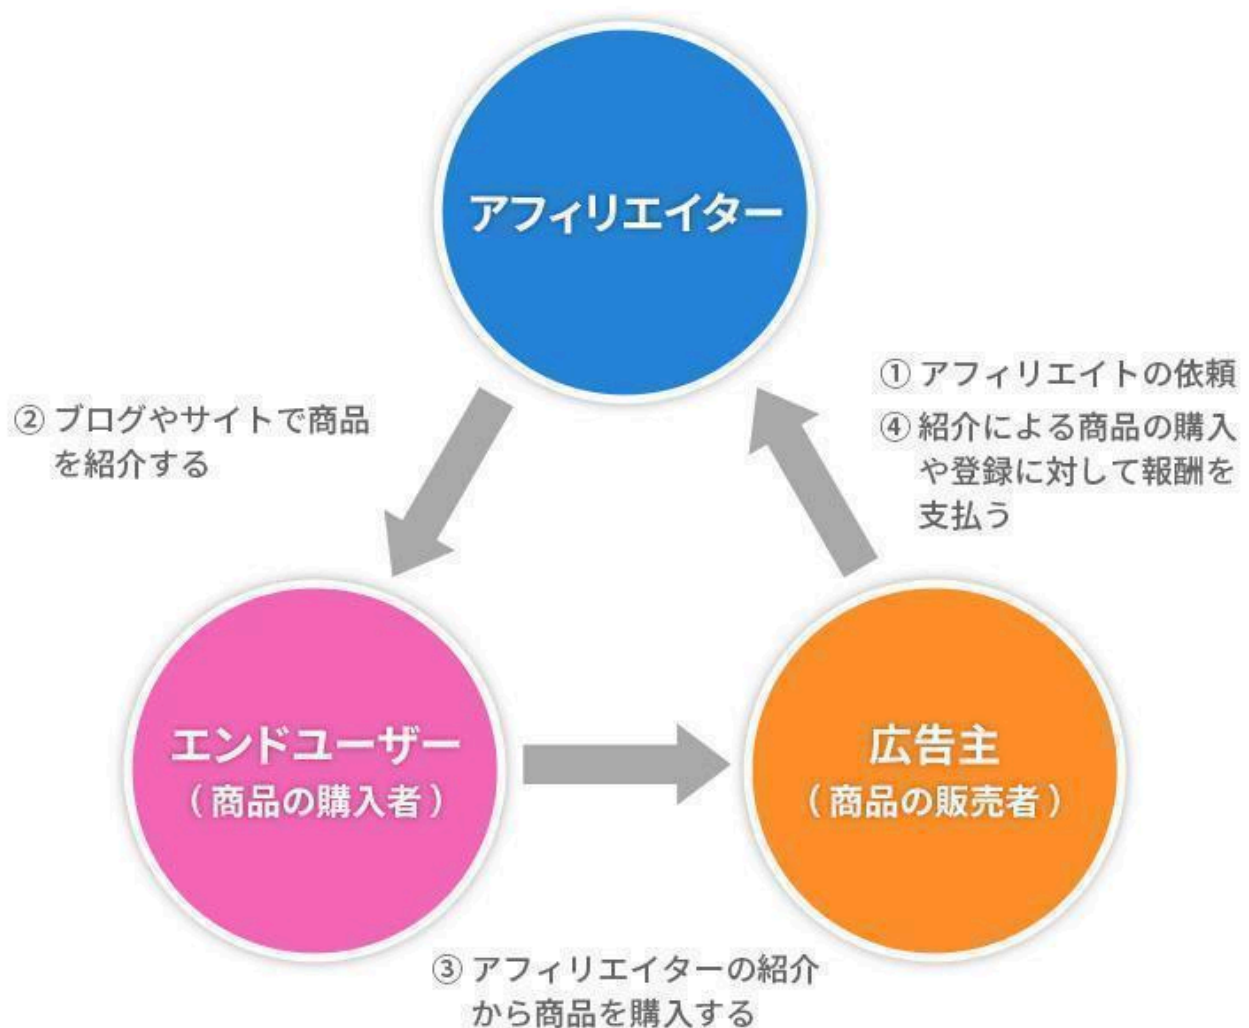 アフィリエイター
① アフィリエイトの依頼
④ 紹介による商品の購入
や登録に対して報酬を
支払う
② ブログやサイトで商品
を紹介する
エンドユーザー
（ 商品の購入者 ）
広告主
（ 商品の販売者 ）
③ アフィリエイターの紹介
から商品を購入する